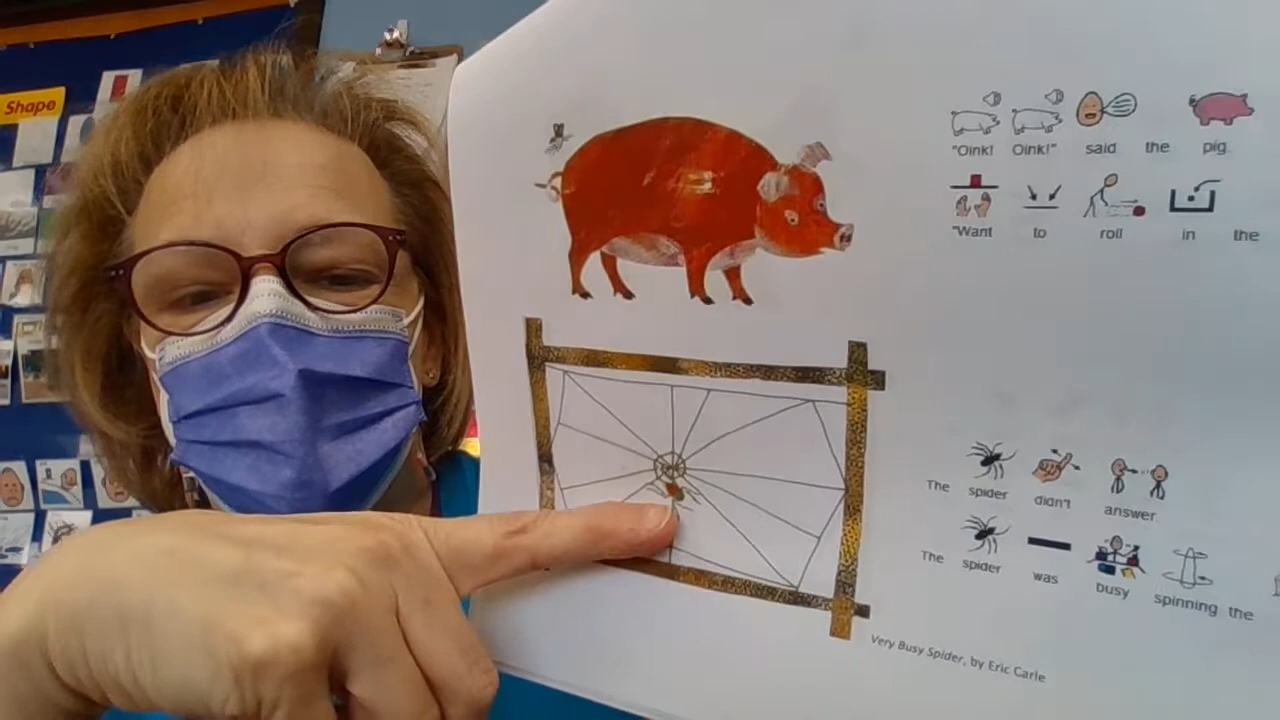 Shape
"Oink! Oink!" said the pig.
"Want to roll in the
The spider didn't answer.
The spider was busy spinning the
Very Busy Spider, by Eric Carle